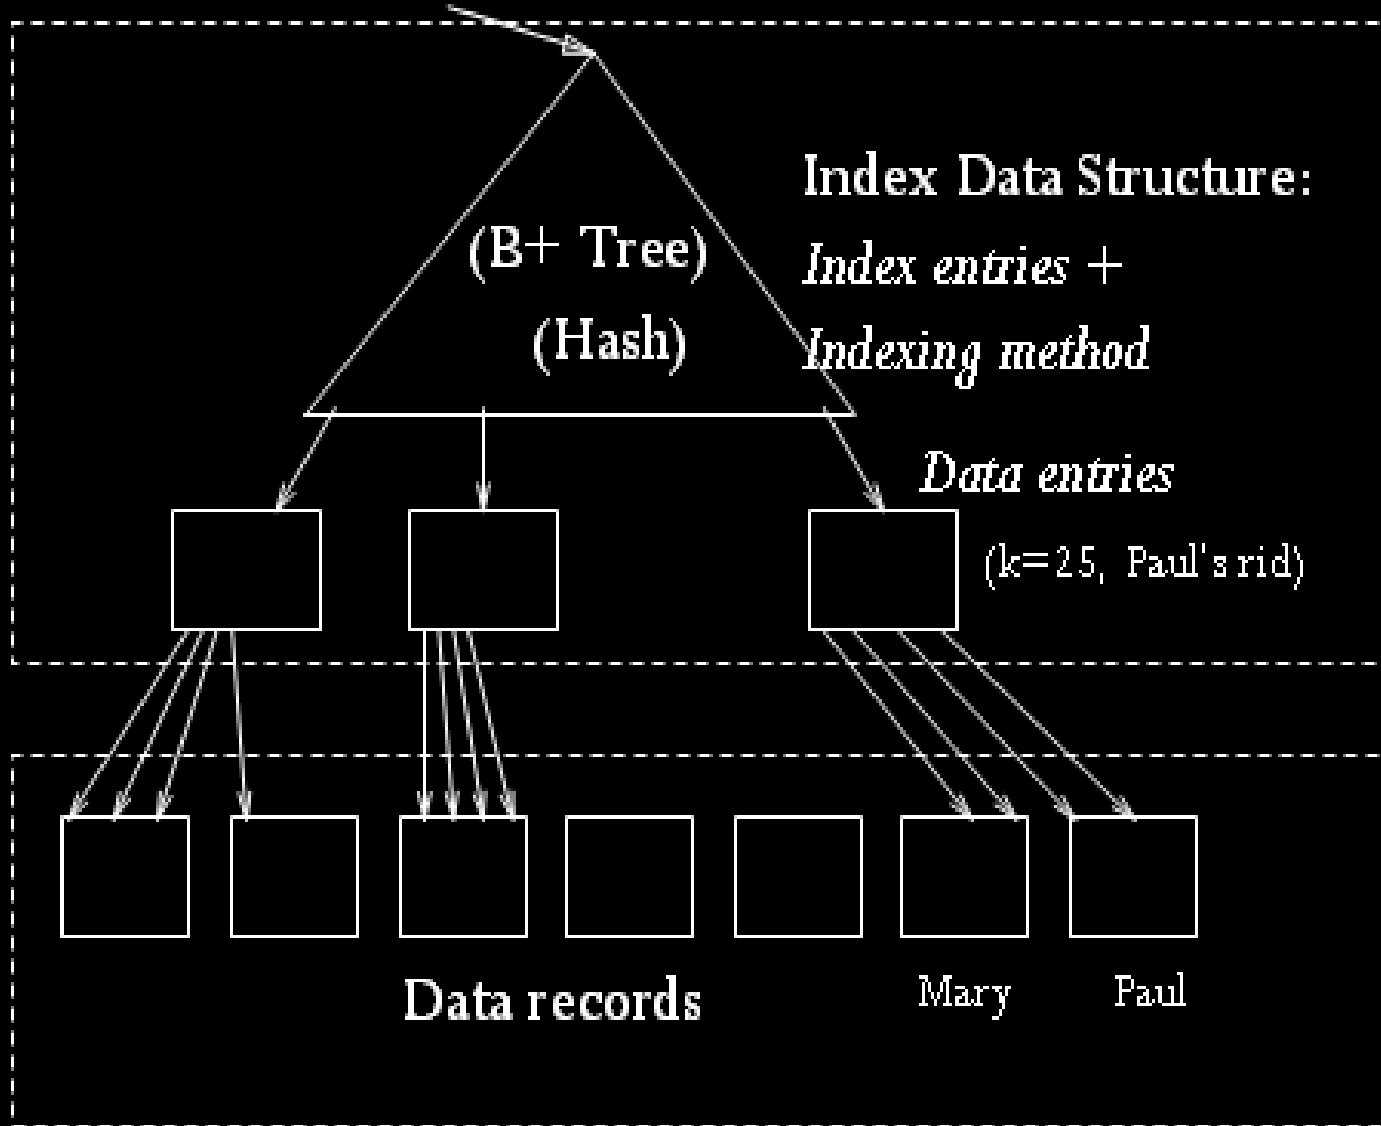 Index Data Structure:
(B+ Tree)
Index entries +
(Hash)
Indexing method
Data entries
(k=25, Paul's rid)
Data records
Mary
Paul